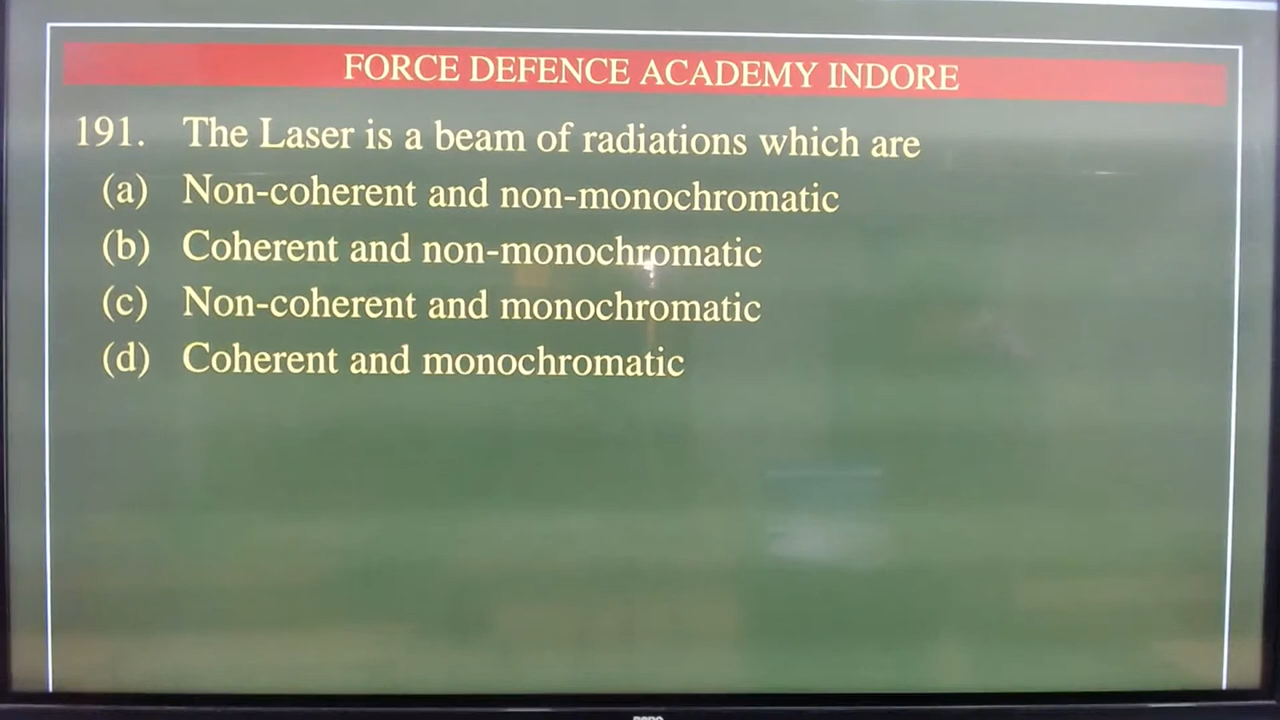 FORCE DEFENCE ACADEMY INDORE
191. The Laser is a beam of radiations which are
(a) Non-coherent and non-monochromatic
(b) Coherent and non-monochromatic
(c) Non-coherent and monochromatic
(d) Coherent and monochromatic